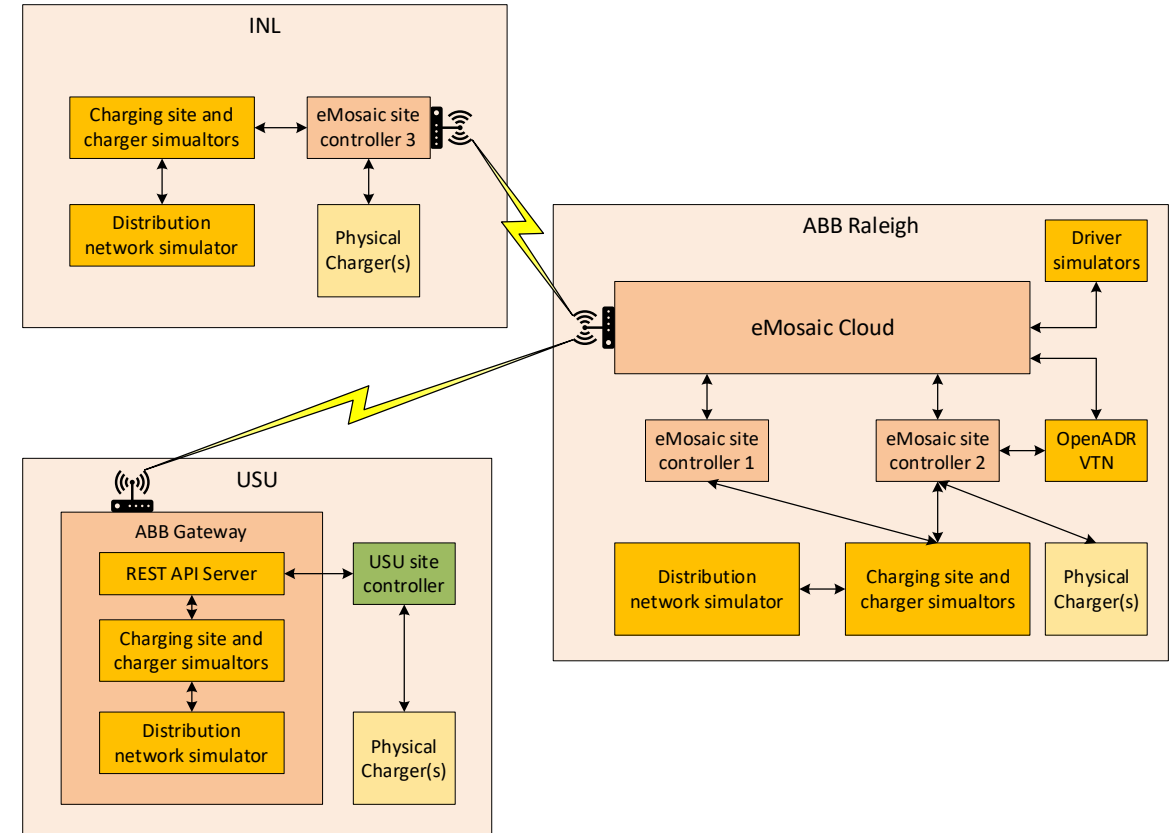 INL
Charging site and
charger simualtors
eMosaic site
controller 3
Distribution
network simulator
Physical
Charger(s)
ABB Raleigh
Driver
simulators
eMosaic Cloud
eMosaic site
controller 1
eMosaic site
controller 2
OpenADR
VTN
Distribution
network simulator
Charging site and
charger simualtors
Physical
Charger(s)
USU
ABB Gateway
REST API Server
USU site
controller
Charging site and
charger simualtors
Distribution
network simulator
Physical
Charger(s)